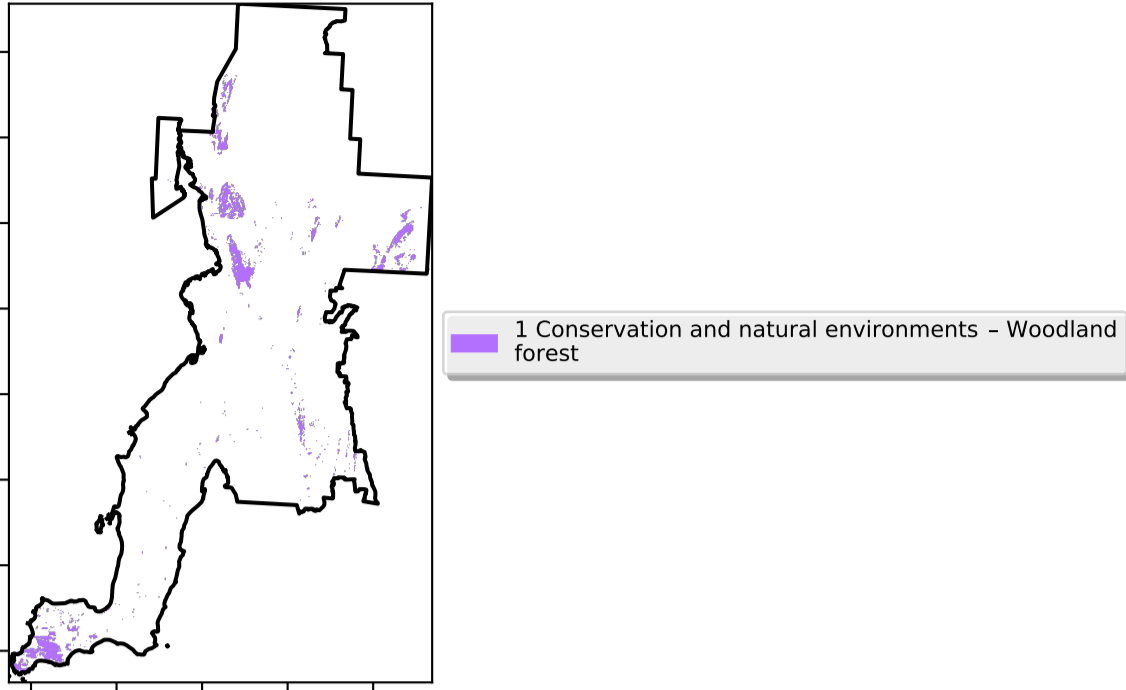 1 Conservation and natural environments – Woodland
forest